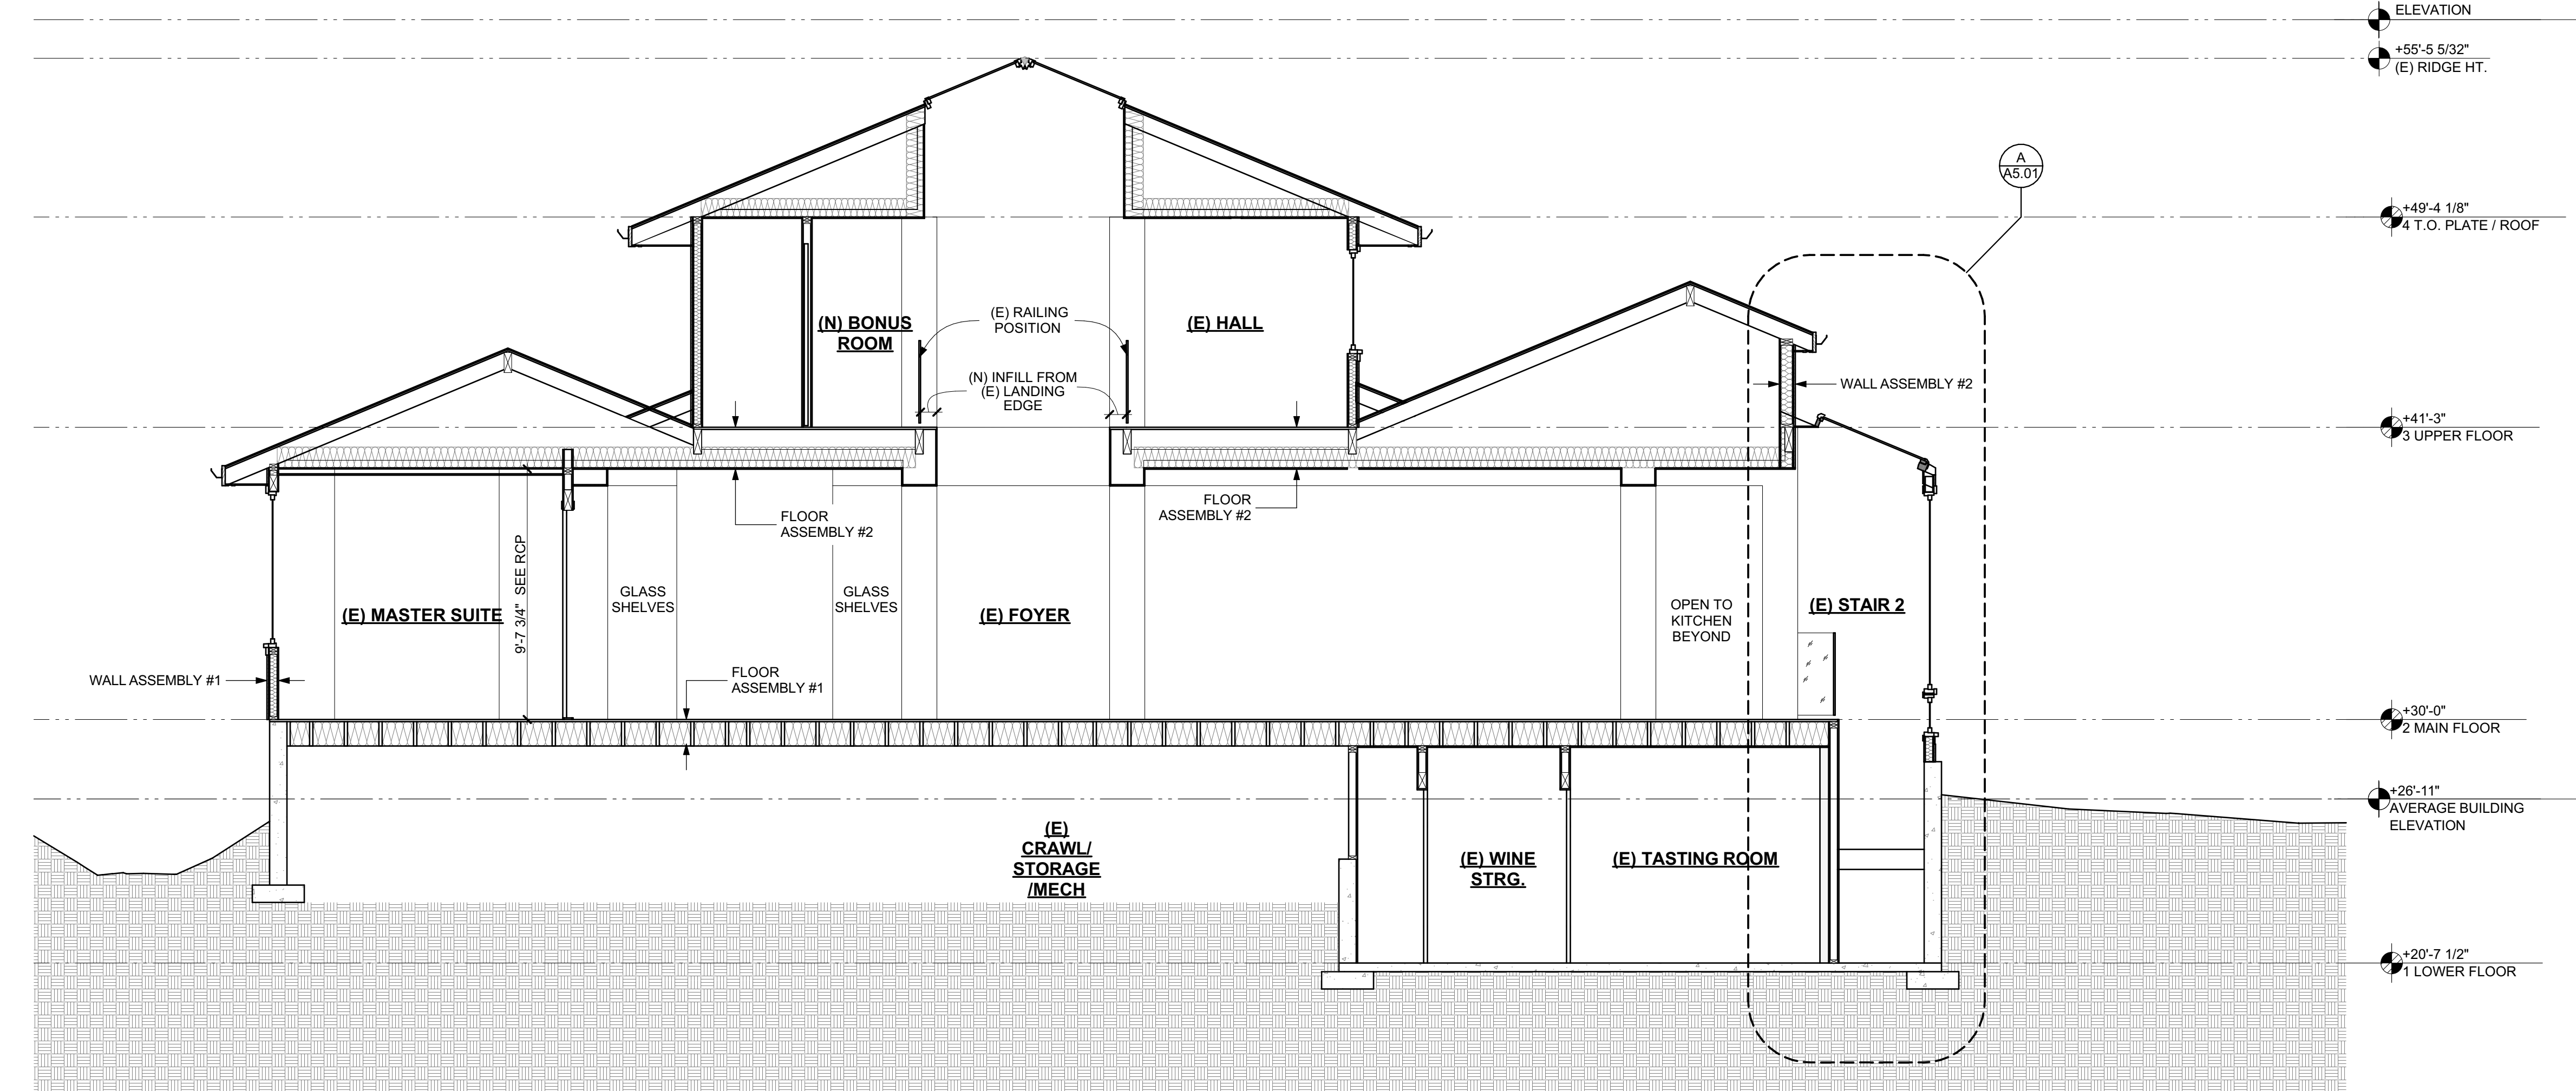 ELEVATION
+55'-5 5/32"
(E) RIDGE HT.
A
A5.01
+49'-4 1/8"
4 T.O. PLATE / ROOF
(N) BONUS
ROOM
(E) RAILING
POSITION
(E) HALL
(N) INFILL FROM
(E) LANDING
EDGE
WALL ASSEMBLY #2
+41'-3"
3 UPPER FLOOR
FLOOR
ASSEMBLY #2
FLOOR
ASSEMBLY #2
9'-7 3/4" SEE RCP
(E) MASTER SUITE
GLASS
SHELVES
GLASS
SHELVES
(E) FOYER
OPEN TO
KITCHEN
BEYOND
(E) STAIR 2
WALL ASSEMBLY #1
FLOOR
ASSEMBLY #1
+30'-0"
2 MAIN FLOOR
+26'-11"
AVERAGE BUILDING
ELEVATION
(E)
CRAWL/
STORAGE
/MECH
(E) WINE
STRG.
(E) TASTING ROOM
+20'-7 1/2"
1 LOWER FLOOR